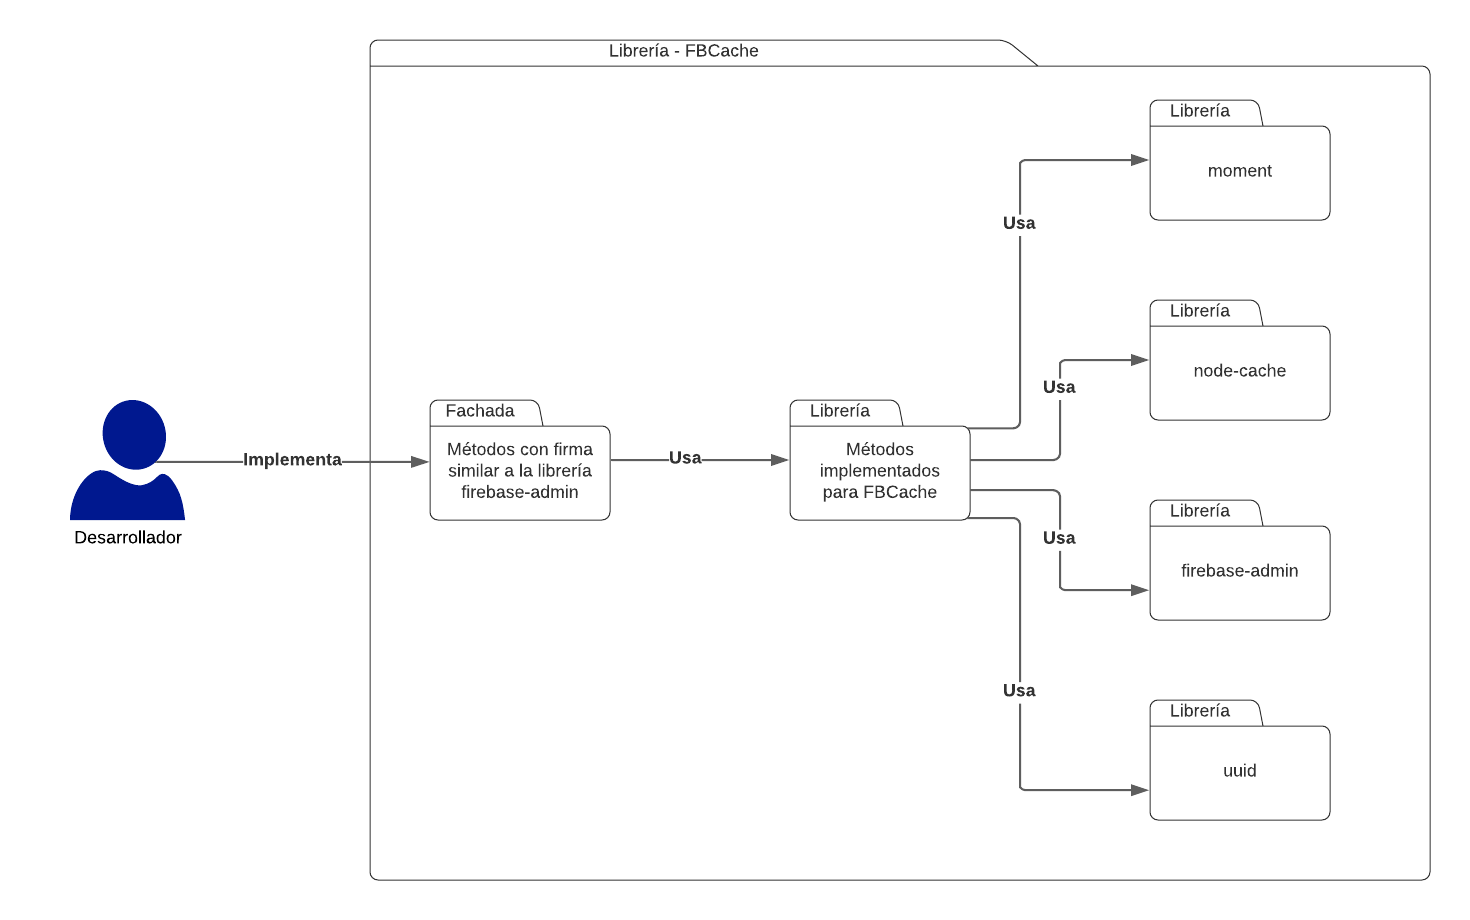 Librería - FBCache
Librería
moment
Usa
Librería
node-cache
Usa
Desarrollador
Implementa
Fachada
Métodos con firma
similar a la librería
firebase-admin
Usa
Librería
Métodos
implementados
para FBCache
Usa
Librería
firebase-admin
Usa
Librería
uuid